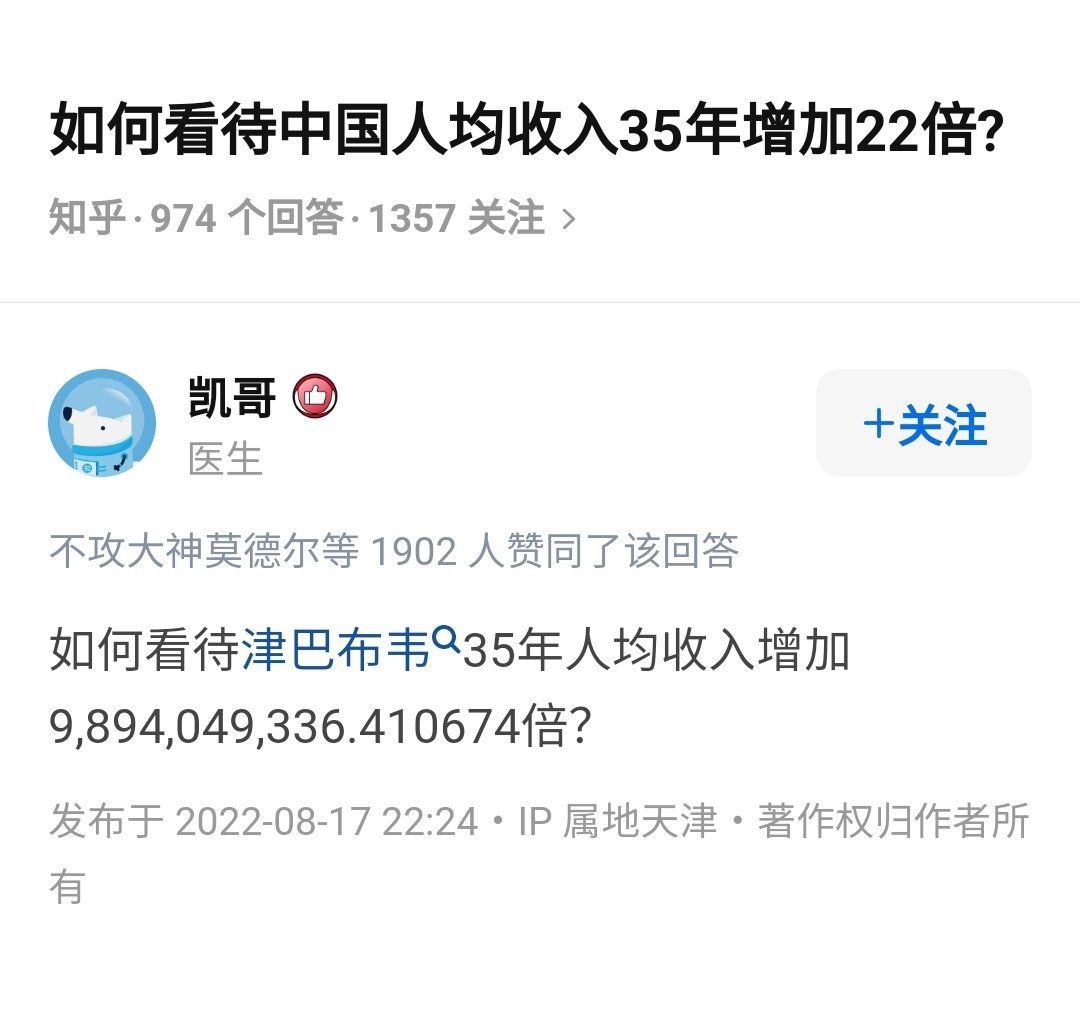 如何看待中国人均收入35年增加22倍?
知乎·974 个回答·1357 关注 >
凯哥
医生
+关注
不攻大神莫德尔等 1902 人赞同了该回答
如何看待津巴布韦35年人均收入增加
9,894,049,336.410674倍?
发布于 2022-08-17 22:24・IP 属地天津・著作权归作者所
有